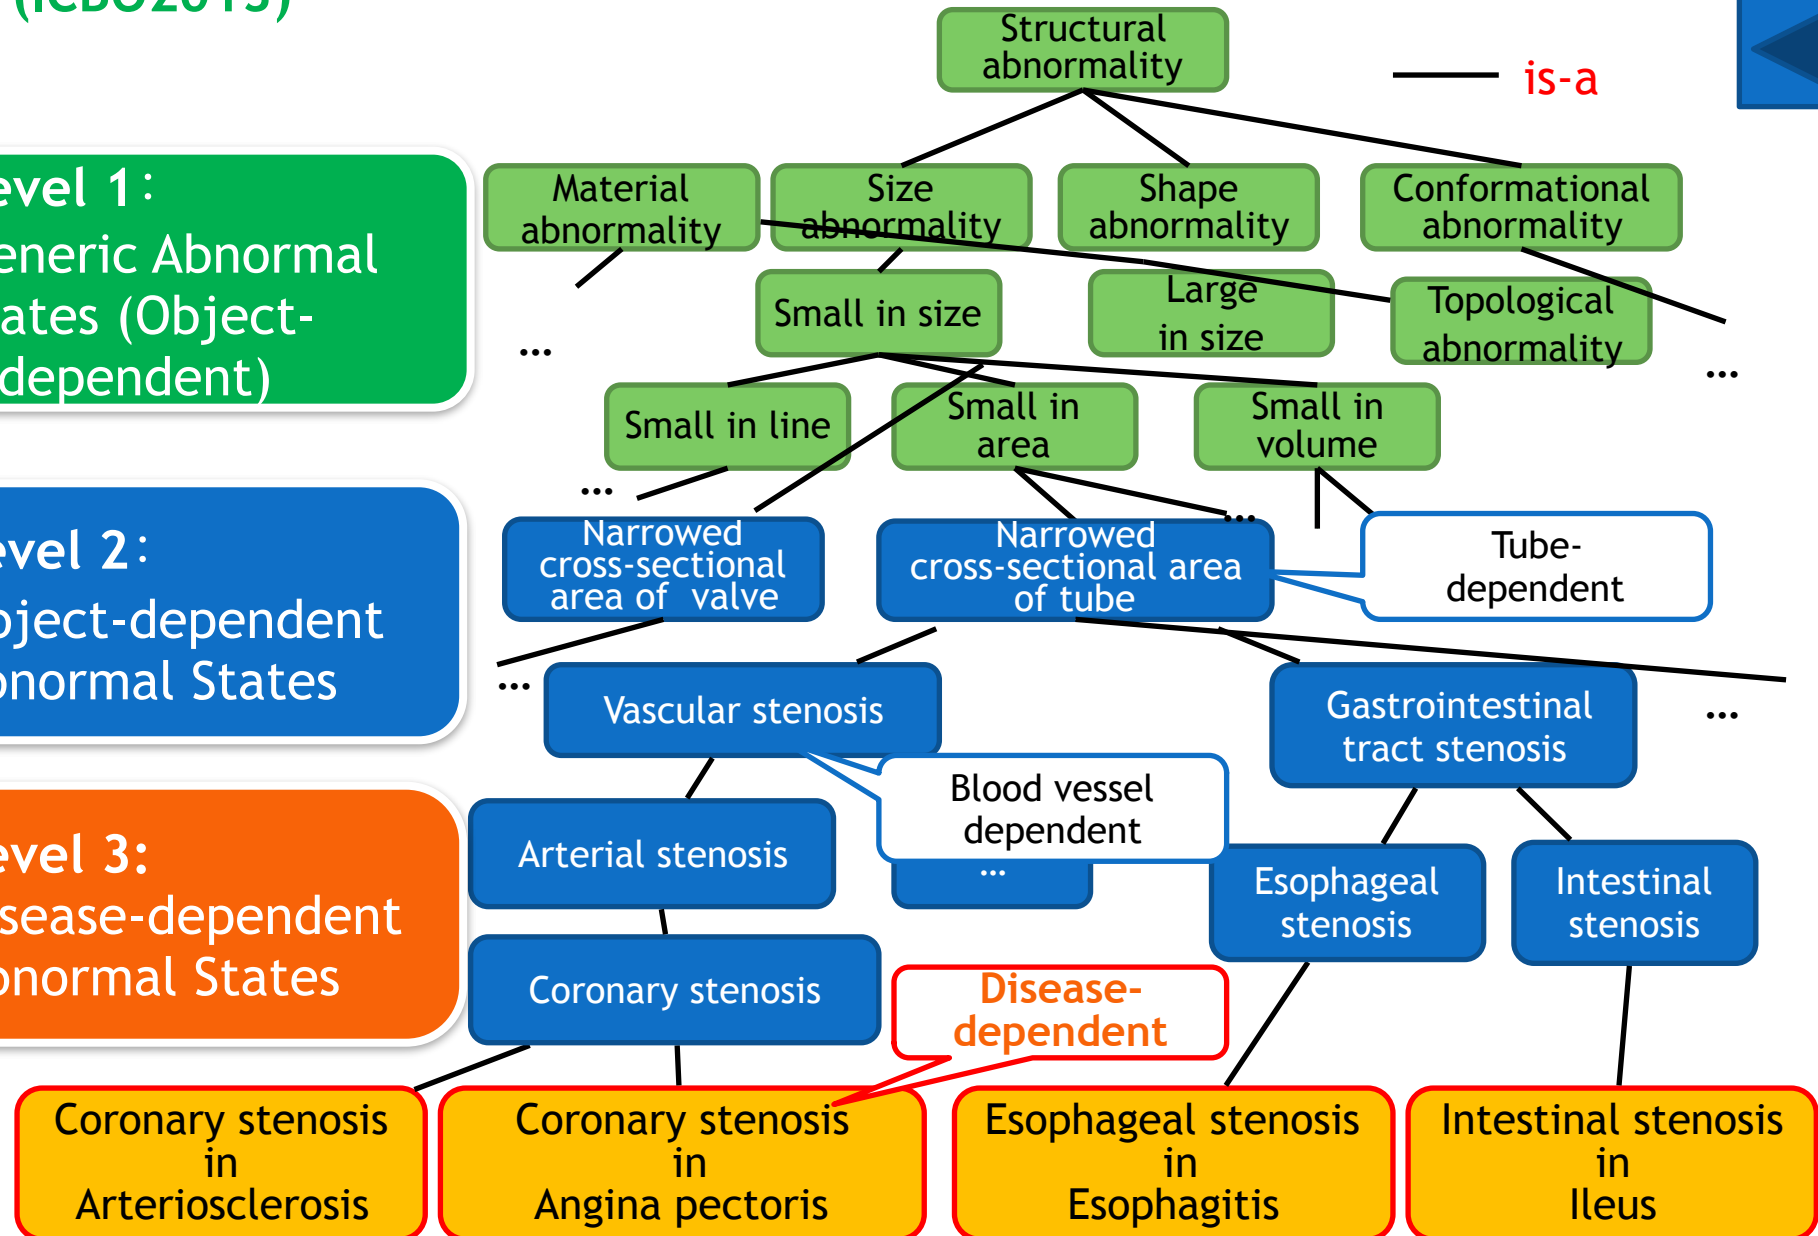 (ICBO2013)
Structural
abnormality
is-a
evel 1:
eneric Abnormal
ates (Object-
dependent)
Material
abnormality
Size
abnormality
Shape
abnormality
Conformational
abnormality
Small in size
Large
in size
Topological
abnormality
...
...
Small in line
Small in
area
Small in
volume
...
...
evel 2:
bject-dependent
bnormal States
Narrowed
cross-sectional
area of valve
Narrowed
cross-sectional area
of tube
Tube-
dependent
...
Vascular stenosis
Gastrointestinal
tract stenosis
...
Blood vessel
dependent
evel 3:
sease-dependent
bnormal States
Arterial stenosis
...
Esophageal
stenosis
Intestinal
stenosis
Coronary stenosis
Disease-
dependent
Coronary stenosis
in
Arteriosclerosis
Coronary stenosis
in
Angina pectoris
Esophageal stenosis
in
Esophagitis
Intestinal stenosis
in
Ileus